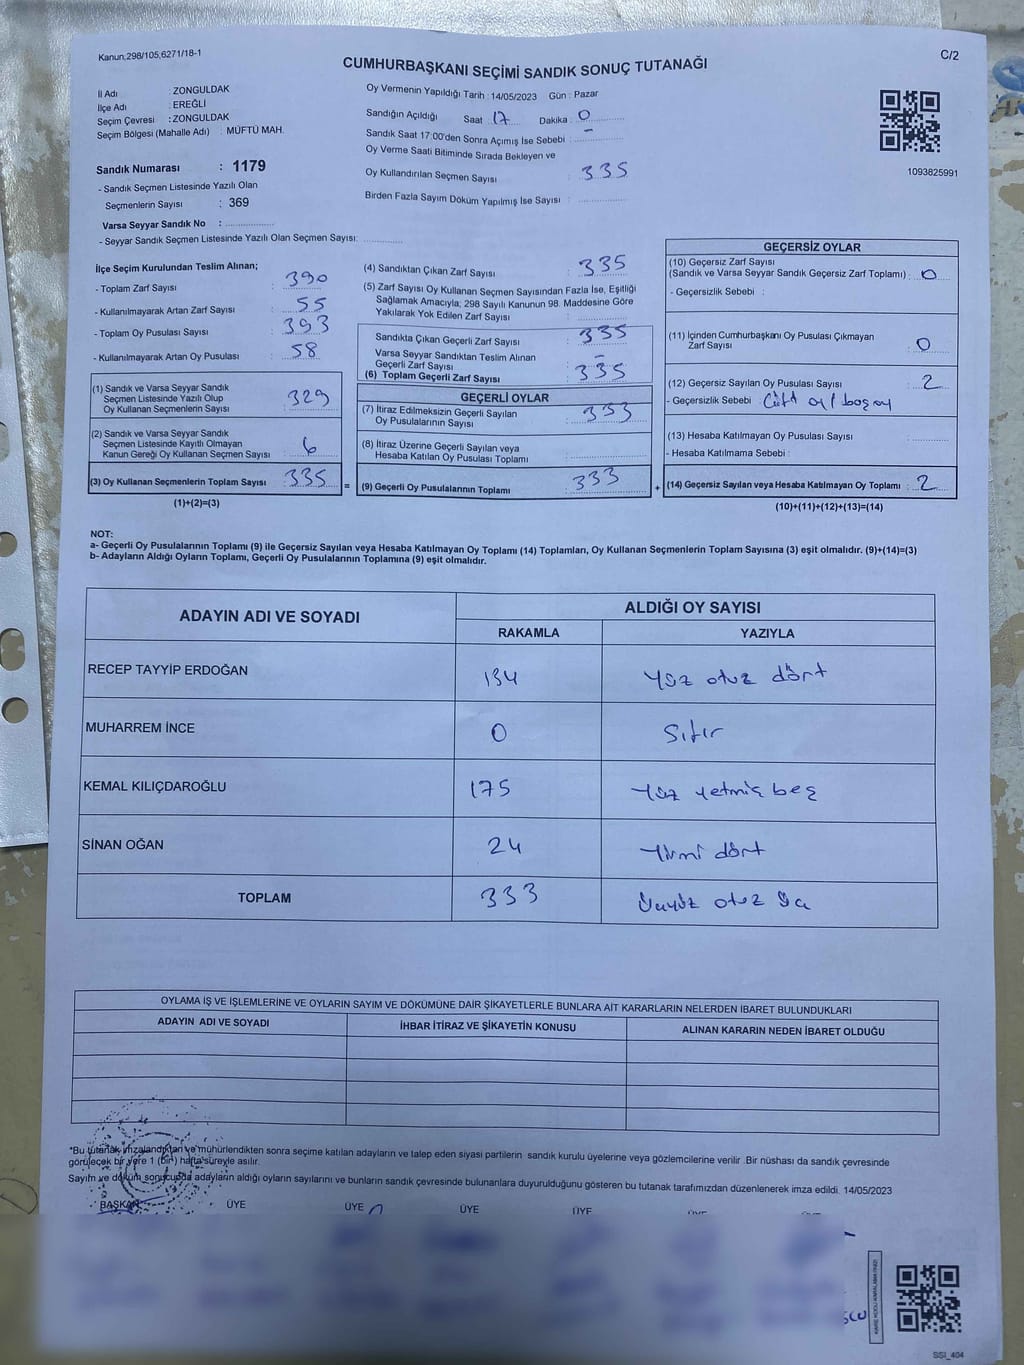 Kanun;298/105;6271/18-1
C/2
CUMHURBAŞKANI SEÇİMİ SANDIK SONUÇ TUTANAĞI
İl Adı : ZONGULDAK
İlçe Adı : EREĞLİ
Seçim Çevresi : ZONGULDAK
Seçim Bölgesi (Mahalle Adı) : MÜFTÜ MAH.
Sandık Numarası : 1179
- Sandık Seçmen Listesinde Yazılı Olan
Seçmenlerin Sayısı : 369
Varsa Seyyar Sandık No :
- Seyyar Sandık Seçmen Listesinde Yazılı Olan Seçmen Sayısı:
Oy Vermenin Yapıldığı Tarih : 14/05/2023 Gün : Pazar
Sandığın Açıldığı Saat 17 Dakika : 0
Sandık Saat 17:00'den Sonra Açımış İse Sebebi : -
Oy Verme Saati Bitiminde Sırada Bekleyen ve
Oy Kullandırılan Seçmen Sayısı : 335
Birden Fazla Sayım Döküm Yapılmış İse Sayısı :
1093825991
İlçe Seçim Kurulundan Teslim Alınan;
- Toplam Zarf Sayısı : 390
- Kullanılmayarak Artan Zarf Sayısı : 55
- Toplam Oy Pusulası Sayısı : 393
- Kullanılmayarak Artan Oy Pusulası : 58
(1) Sandık ve Varsa Seyyar Sandık
Seçmen Listesinde Yazılı Olup
Oy Kullanan Seçmenlerin Sayısı : 329
(2) Sandık ve Varsa Seyyar Sandık
Seçmen Listesinde Kayıtlı Olmayan
Kanun Gereği Oy Kullanan Seçmen Sayısı : 6
(3) Oy Kullanan Seçmenlerin Toplam Sayısı : 335
(1)+(2)=(3)
=
(4) Sandıktan Çıkan Zarf Sayısı : 335
(5) Zarf Sayısı Oy Kullanan Seçmen Sayısından Fazla İse, Eşitliği
Sağlamak Amacıyla; 298 Sayılı Kanunun 98. Maddesine Göre
Yakılarak Yok Edilen Zarf Sayısı :
Sandıkta Çıkan Geçerli Zarf Sayısı : 335
Varsa Seyyar Sandıktan Teslim Alınan
Geçerli Zarf Sayısı : -
(6) Toplam Geçerli Zarf Sayısı : 335
GEÇERLİ OYLAR
(7) İtiraz Edilmeksizin Geçerli Sayılan
Oy Pusulalarının Sayısı : 333
(8) İtiraz Üzerine Geçerli Sayılan veya
Hesaba Katılan Oy Pusulası Toplamı :
(9) Geçerli Oy Pusulalarının Toplamı : 333
+
GEÇERSİZ OYLAR
(10) Geçersiz Zarf Sayısı
(Sandık ve Varsa Seyyar Sandık Geçersiz Zarf Toplamı) : 0
- Geçersizlik Sebebi :
(11) İçinden Cumhurbaşkanı Oy Pusulası Çıkmayan
Zarf Sayısı : 0
(12) Geçersiz Sayılan Oy Pusulası Sayısı : 2
- Geçersizlik Sebebi : Çift oy / boş oy
(13) Hesaba Katılmayan Oy Pusulası Sayısı :
- Hesaba Katılmama Sebebi :
(14) Geçersiz Sayılan veya Hesaba Katılmayan Oy Toplamı : 2
(10)+(11)+(12)+(13)=(14)
NOT:
a- Geçerli Oy Pusulalarının Toplamı (9) ile Geçersiz Sayılan veya Hesaba Katılmayan Oy Toplamı (14) Toplamları, Oy Kullanan Seçmenlerin Toplam Sayısına (3) eşit olmalıdır. (9)+(14)=(3)
b- Adayların Aldığı Oyların Toplamı, Geçerli Oy Pusulalarının Toplamına (9) eşit olmalıdır.
ADAYIN ADI VE SOYADI ALDIĞI OY SAYISI
RAKAMLA YAZIYLA
RECEP TAYYİP ERDOĞAN 134 Yüz otuz dört
MUHARREM İNCE 0 Sıfır
KEMAL KILIÇDAROĞLU 175 Yüz yetmiş beş
SİNAN OĞAN 24 Yirmi dört
TOPLAM 333 Üçyüz otuz üç
OYLAMA İŞ VE İŞLEMLERİNE VE OYLARIN SAYIM VE DÖKÜMÜNE DAİR ŞİKAYETLERLE BUNLARA AİT KARARLARIN NELERDEN İBARET BULUNDUKLARI
ADAYIN ADI VE SOYADI İHBAR İTİRAZ VE ŞİKAYETİN KONUSU ALINAN KARARIN NEDEN İBARET OLDUĞU
"Bu tutanak imzalandıktan ve mühürlendikten sonra seçime katılan adayların ve talep eden siyasi partilerin sandık kurulu üyelerine veya gözlemcilerine verilir .Bir nüshası da sandık çevresinde
görülecek bir yere 1 (bir) hafta süreyle asılır.
Sayım ve döküm sonucunda adayların aldığı oyların sayılarını ve bunların sandık çevresinde bulunanlara duyurulduğunu gösteren bu tutanak tarafımızdan düzenlenerek imza edildi. 14/05/2023
BAŞKAN ÜYE ÜYE ÜYE ÜYE
SSI_404